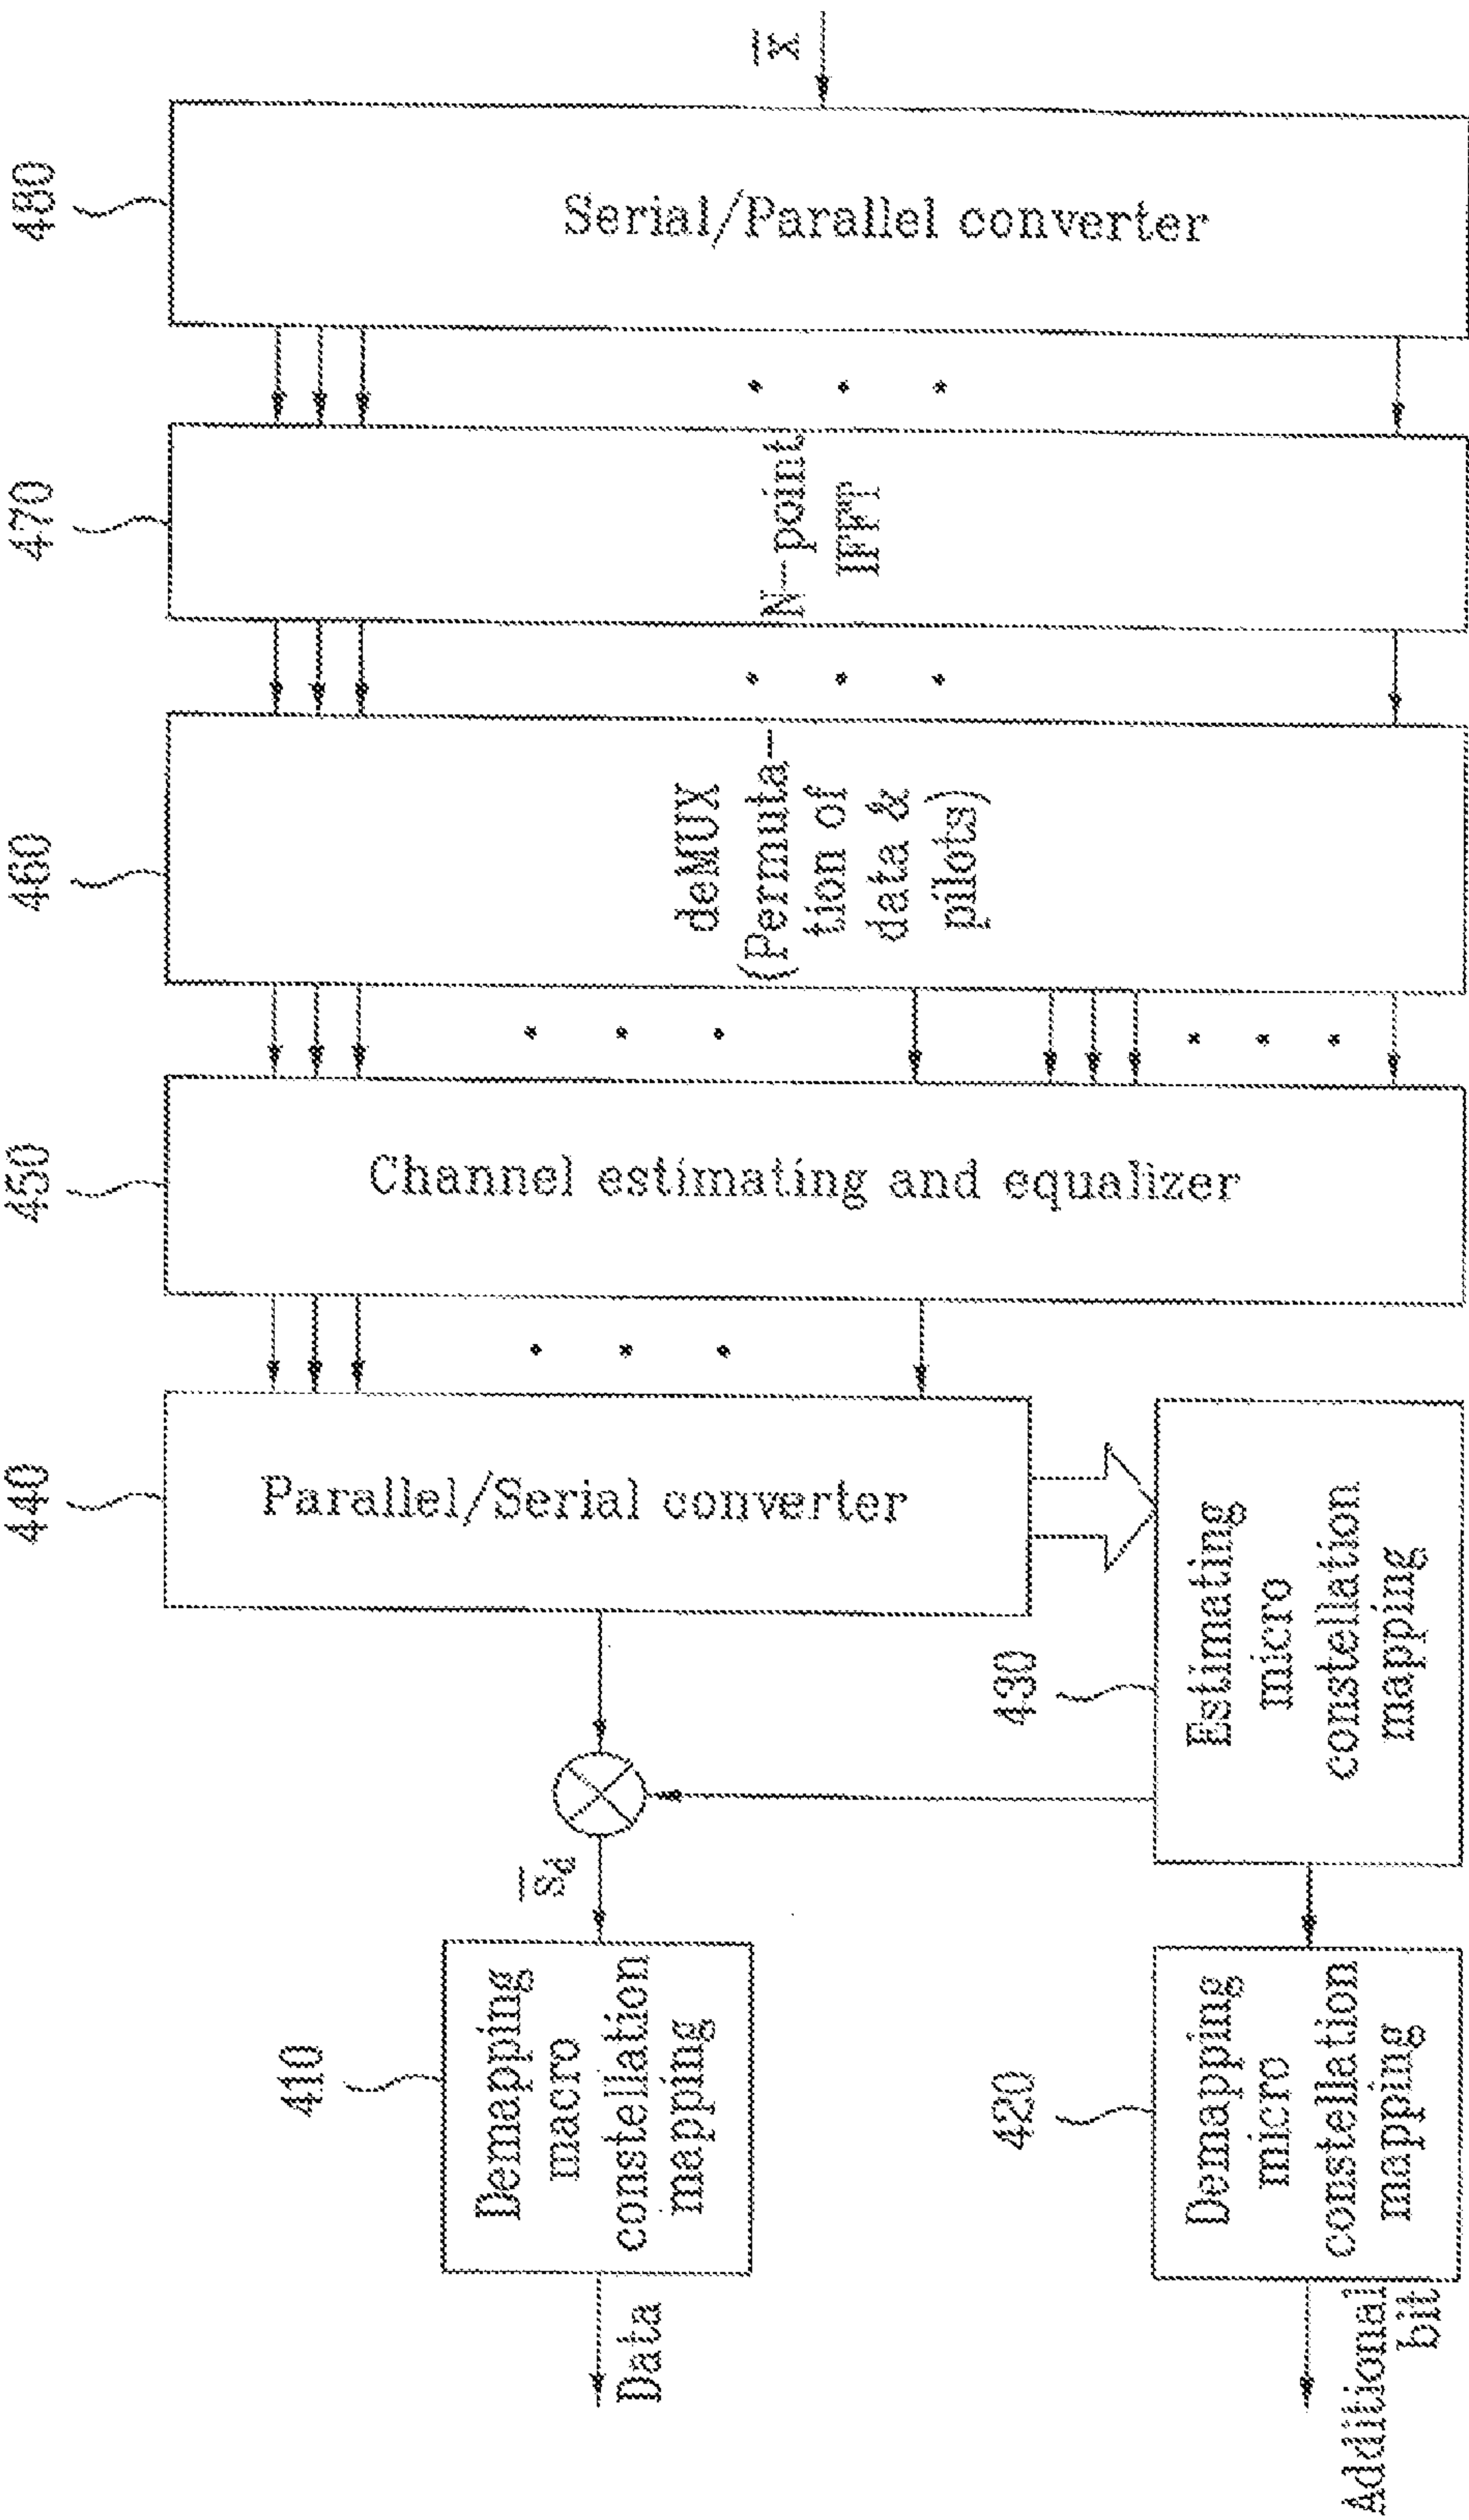 480
470
460
450
440
x
Serial/Parallel converter
N-point
IFFT
deMUX
(Permuta-
tion of
data &
pilots)
Channel estimating and equalizer
Parallel/Serial converter
430
Estimating
micro
constellation
mapping
s_d
410
Demapping
macro
constellation
mapping
Data
420
Demapping
micro
constellation
mapping
Additional
bit